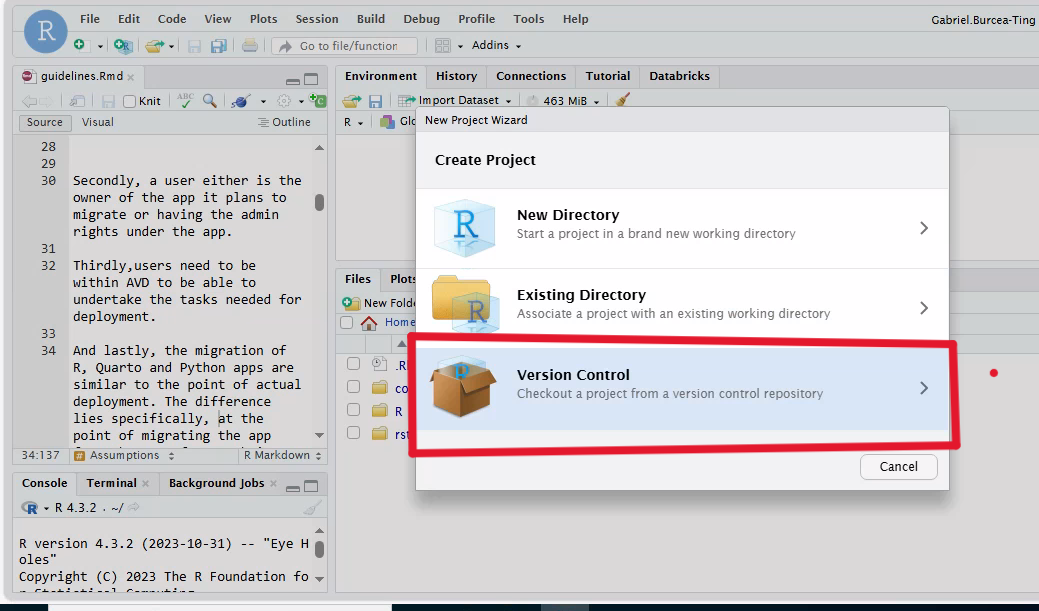 R File Edit Code View Plots Session Build Debug Profile Tools Help
Gabriel.Burcea-Ting
Go to file/function Addins
guidelines.Rmd
Knit ABC
Source Visual Outline
28
29
30 Secondly, a user either is the
owner of the app it plans to
migrate or having the admin
rights under the app.
31
32 Thirdly,users need to be
within AVD to be able to
undertake the tasks needed for
deployment.
33
34 And lastly, the migration of
R, Quarto and Python apps are
similar to the point of actual
deployment. The difference
lies specifically, at the
point of migrating the app
34:137 # Assumptions R Markdown
Console Terminal Background Jobs
R R 4.3.2 . ~/
R version 4.3.2 (2023-10-31) -- "Eye H
oles"
Copyright (C) 2023 The R Foundation fo
r Statistical Computing
Environment History Connections Tutorial Databricks
Import Dataset 463 MiB
R Glo
Files Plots
New Folde
Home
.R
co
R
rst
New Project Wizard
Create Project
R
New Directory
Start a project in a brand new working directory
R
Existing Directory
Associate a project with an existing working directory
R
Version Control
Checkout a project from a version control repository
Cancel